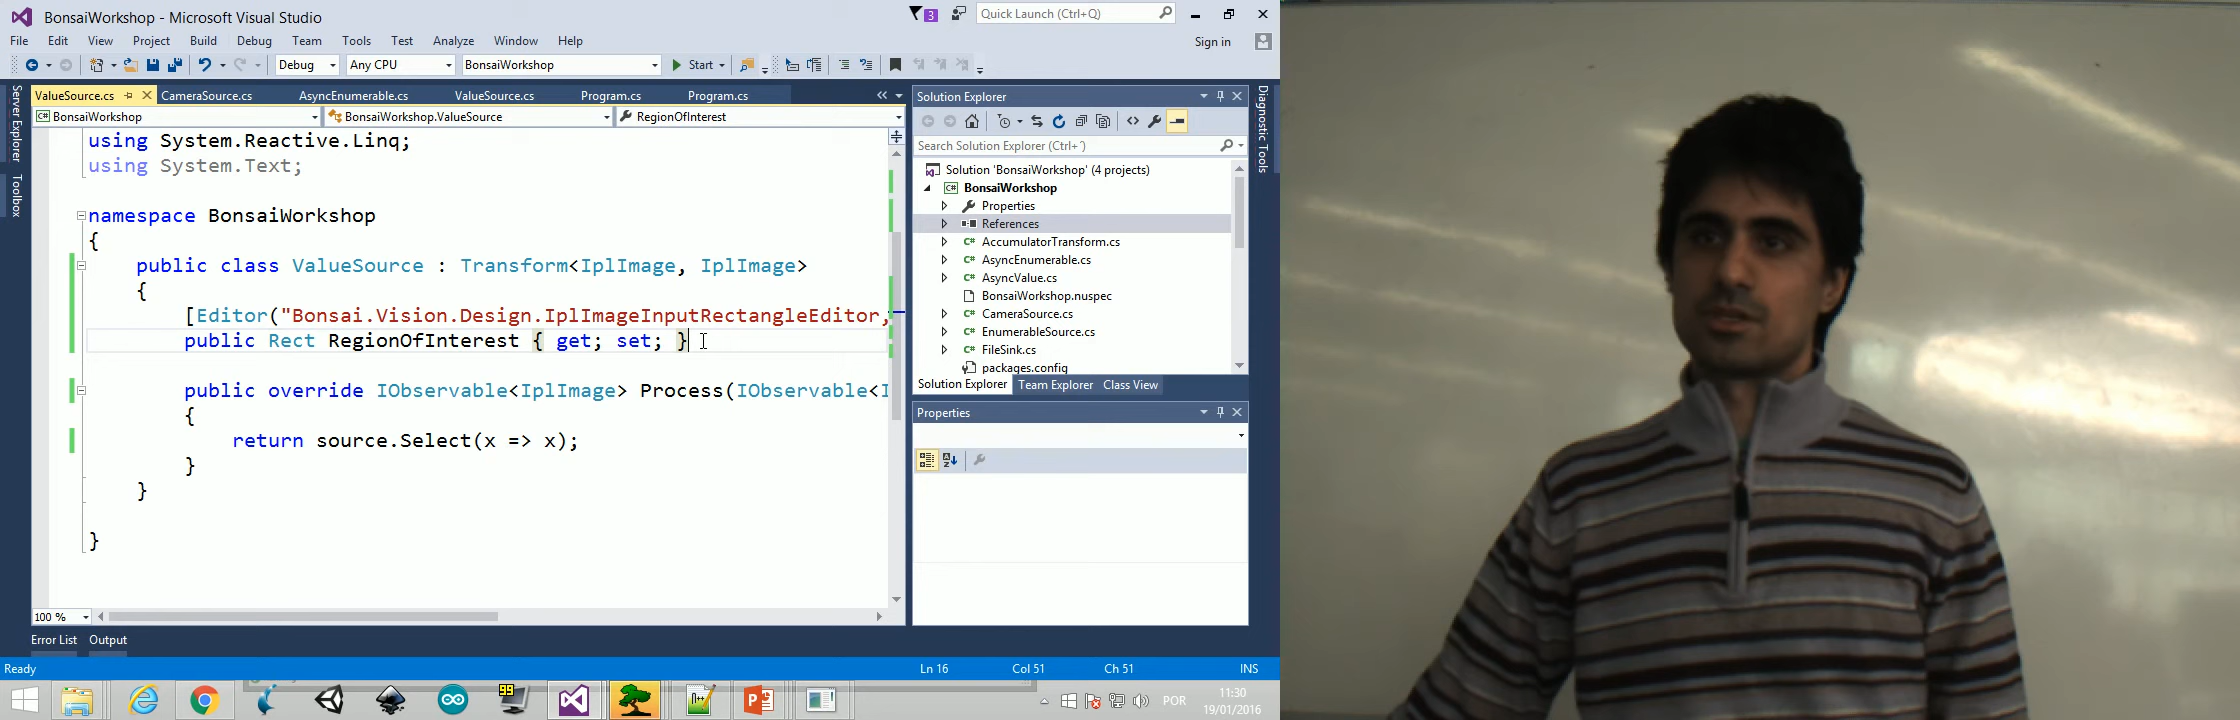 BonsaiWorkshop - Microsoft Visual Studio
3
Quick Launch (Ctrl+Q)
File Edit View Project Build Debug Team Tools Test Analyze Window Help
Sign in
Debug Any CPU BonsaiWorkshop Start
Server Explorer
Toolbox
ValueSource.cs CameraSource.cs AsyncEnumerable.cs ValueSource.cs Program.cs Program.cs
BonsaiWorkshop BonsaiWorkshop.ValueSource RegionOfInterest
using System.Reactive.Linq;
using System.Text;
namespace BonsaiWorkshop
{
public class ValueSource : Transform<IplImage, IplImage>
{
[Editor("Bonsai.Vision.Design.IplImageInputRectangleEditor,
public Rect RegionOfInterest { get; set; }
public override IObservable<IplImage> Process(IObservable<I
{
return source.Select(x => x);
}
}
}
100 %
Error List Output
Solution Explorer
Search Solution Explorer (Ctrl+´)
Solution 'BonsaiWorkshop' (4 projects)
BonsaiWorkshop
Properties
References
AccumulatorTransform.cs
AsyncEnumerable.cs
AsyncValue.cs
BonsaiWorkshop.nuspec
CameraSource.cs
EnumerableSource.cs
FileSink.cs
packages.config
Solution Explorer Team Explorer Class View
Properties
Diagnostic Tools
Ready Ln 16 Col 51 Ch 51 INS
99
POR
11:30
19/01/2016